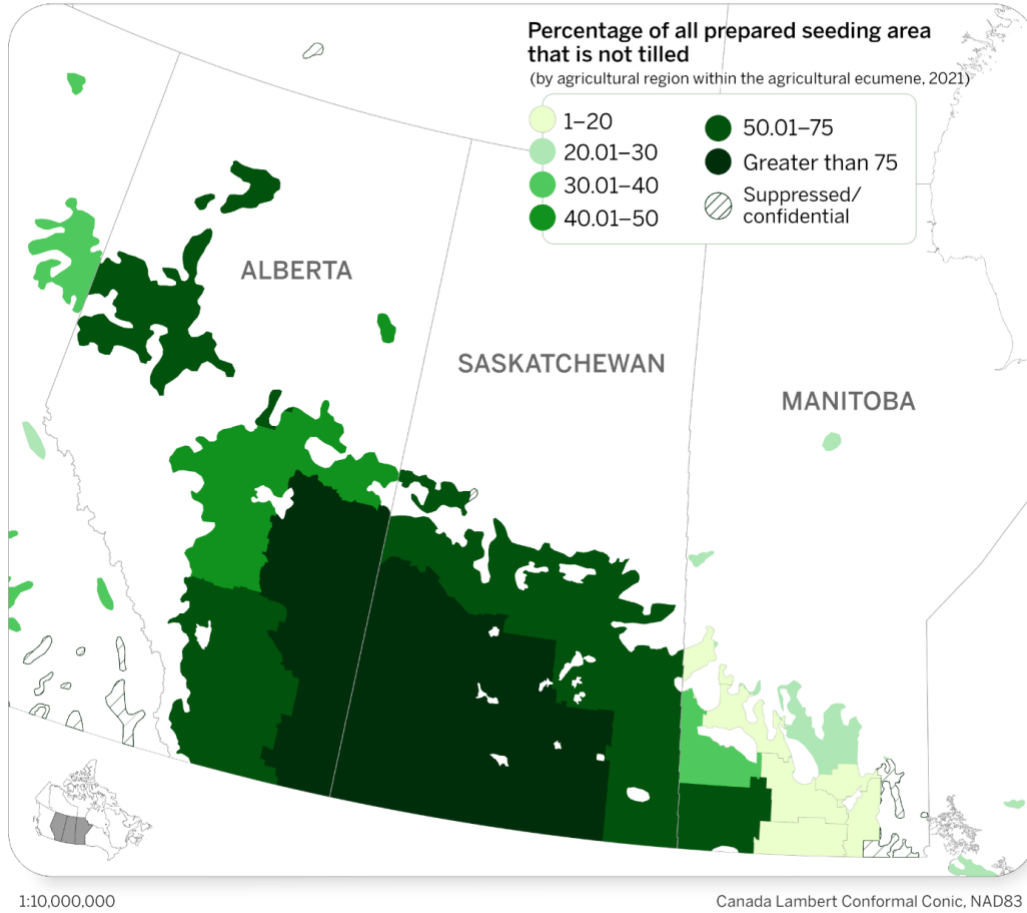 Percentage of all prepared seeding area
that is not tilled
(by agricultural region within the agricultural ecumene, 2021)
1–20
20.01–30
30.01–40
40.01–50
50.01–75
Greater than 75
Suppressed/
confidential
ALBERTA
SASKATCHEWAN
MANITOBA
1:10,000,000
Canada Lambert Conformal Conic, NAD83